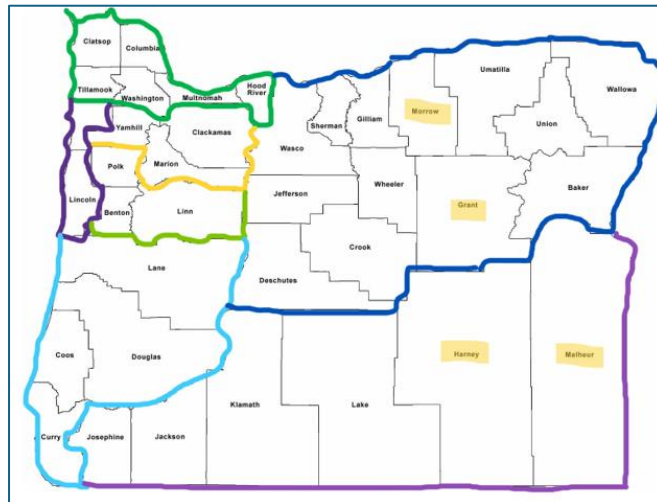 Clatsop
Columbia
Tillamook
Washington
Multnomah
Hood
River
Yamhill
Clackamas
Polk
Marion
Lincoln
Benton
Linn
Wasco
Sherman
Gilliam
Morrow
Umatilla
Union
Wallowa
Jefferson
Wheeler
Grant
Baker
Crook
Deschutes
Lane
Coos
Douglas
Curry
Josephine
Jackson
Klamath
Lake
Harney
Malheur